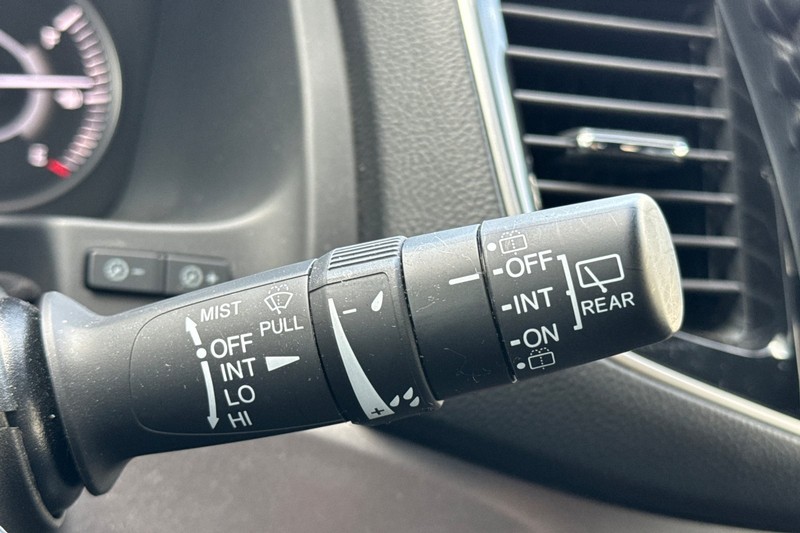 MIST
OFF
INT
LO
HI
PULL
−
+
OFF
INT
ON
REAR
−
+